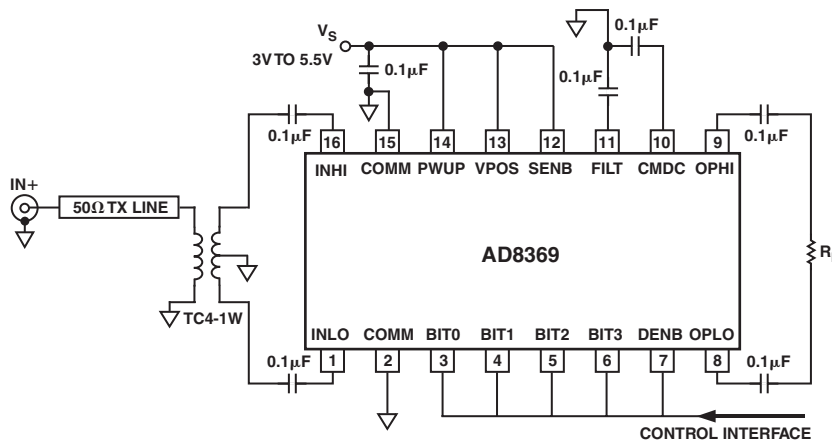 V_S
3V TO 5.5V
0.1μF
0.1μF
0.1μF
0.1μF
0.1μF
16 15 14 13 12 11 10 9
INHI COMM PWUP VPOS SENB FILT CMDC OPHI
IN+
50Ω TX LINE
AD8369
TC4-1W
INLO COMM BIT0 BIT1 BIT2 BIT3 DENB OPLO
0.1μF
1 2 3 4 5 6 7 8
0.1μF
CONTROL INTERFACE